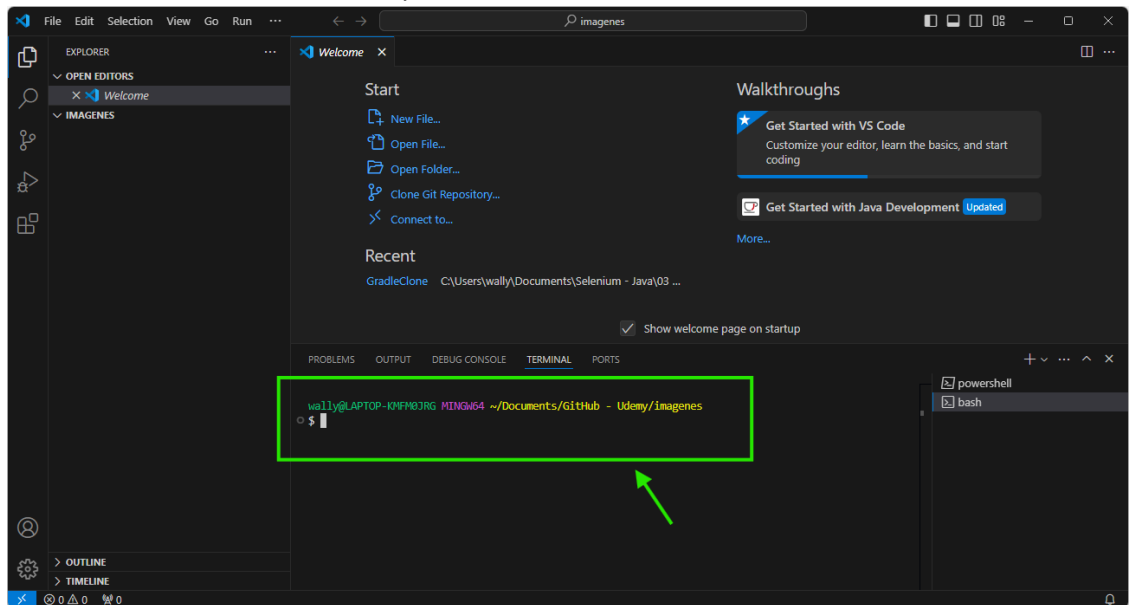 File Edit Selection View Go Run ···
imagenes
EXPLORER
OPEN EDITORS
Welcome
IMAGENES
OUTLINE
TIMELINE
Welcome
Start
New File...
Open File...
Open Folder...
Clone Git Repository...
Connect to...
Recent
GradleClone C:\Users\wally\Documents\Selenium - Java\03 ...
Walkthroughs
Get Started with VS Code
Customize your editor, learn the basics, and start
coding
Get Started with Java Development Updated
More...
Show welcome page on startup
PROBLEMS OUTPUT DEBUG CONSOLE TERMINAL PORTS
wally@LAPTOP-KMFM0JRG MINGW64 ~/Documents/GitHub - Udemy/imagenes
$
powershell
bash
0 0 0